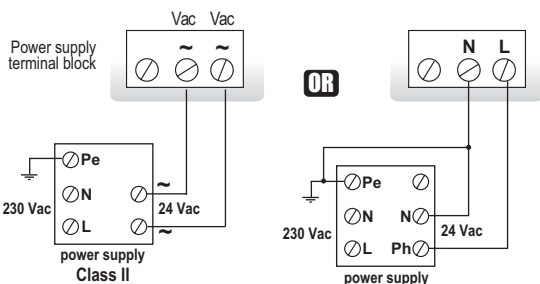 Vac Vac
Power supply
terminal block
~ ~
OR
N L
Pe
N ~
230 Vac 24 Vac
L ~
power supply
Class II
Pe
N N
230 Vac 24 Vac
L Ph
power supply